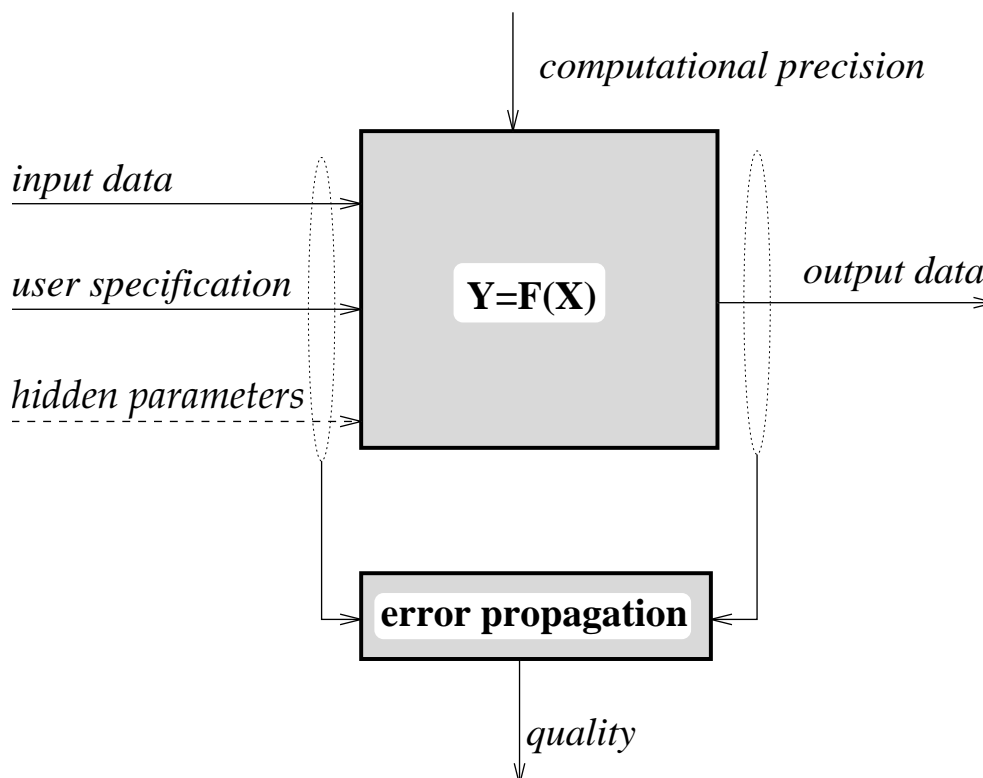 computational precision
input data
user specification
Y=F(X)
output data
hidden parameters
error propagation
quality